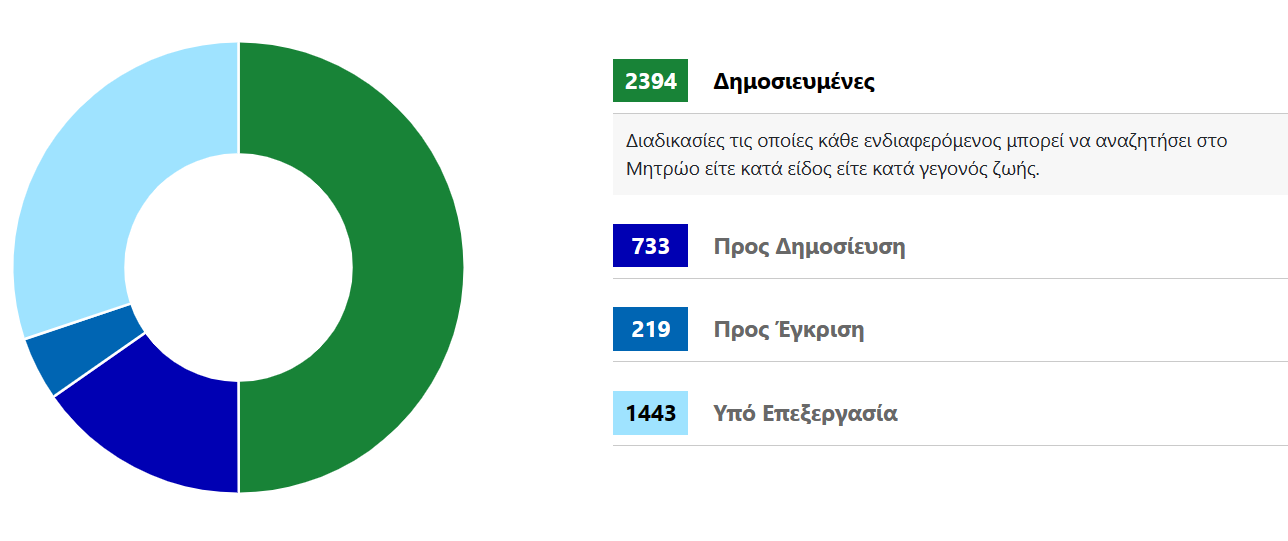 2394 Δημοσιευμένες
Διαδικασίες τις οποίες κάθε ενδιαφερόμενος μπορεί να αναζητήσει στο
Μητρώο είτε κατά είδος είτε κατά γεγονός ζωής.
733 Προς Δημοσίευση
219 Προς Έγκριση
1443 Υπό Επεξεργασία